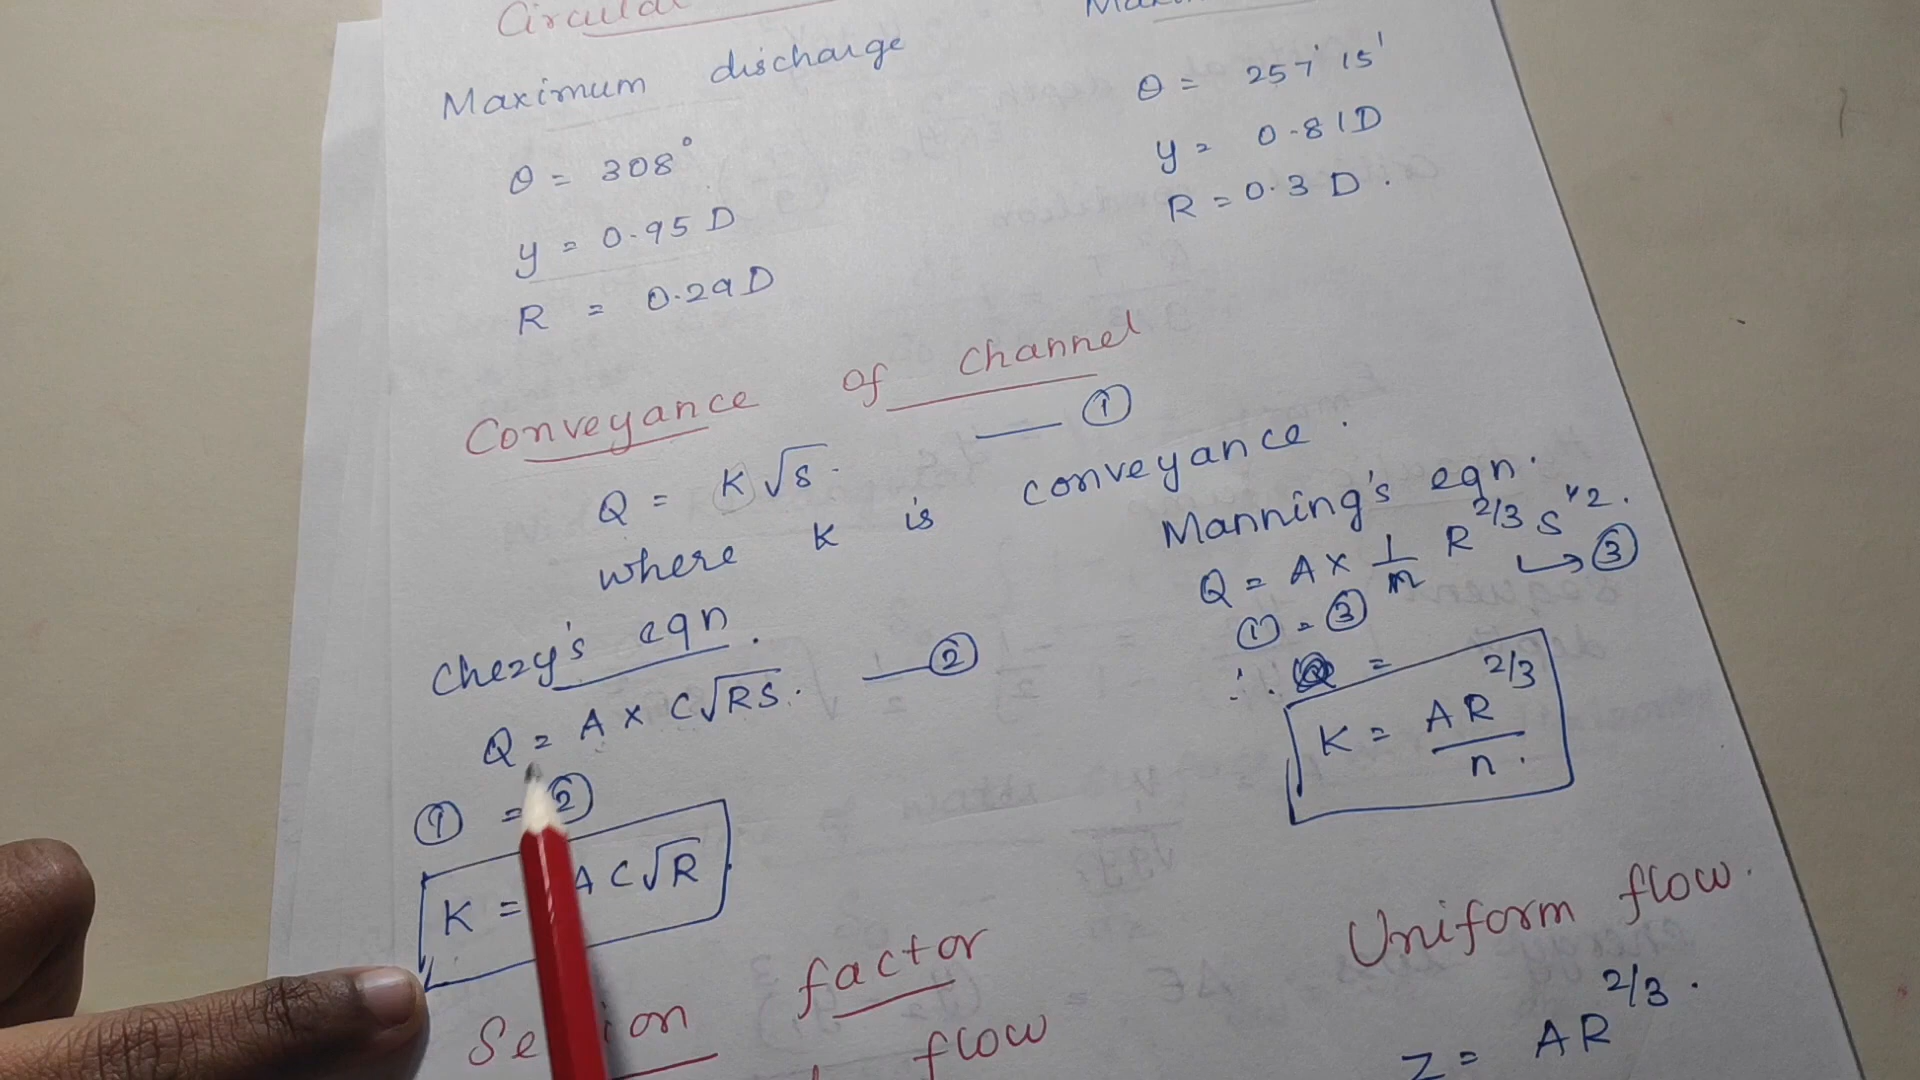 Circular
Maximum discharge
θ = 308°
y = 0.95 D
R = 0.29D
θ = 257° 15'
y = 0.81D
R = 0.3 D.
Conveyance of channel
Q = K√S. — ①
where K is conveyance.
Chezy's eqn.
Q = A × C√RS. — ②
① = ②
K = AC√R
Manning's eqn.
Q = A × 1/n R^2/3 S^1/2. ↳ ③
① = ③
∴ =
K = AR^2/3 / n.
factor
flow
Uniform flow.
Z = AR^2/3.